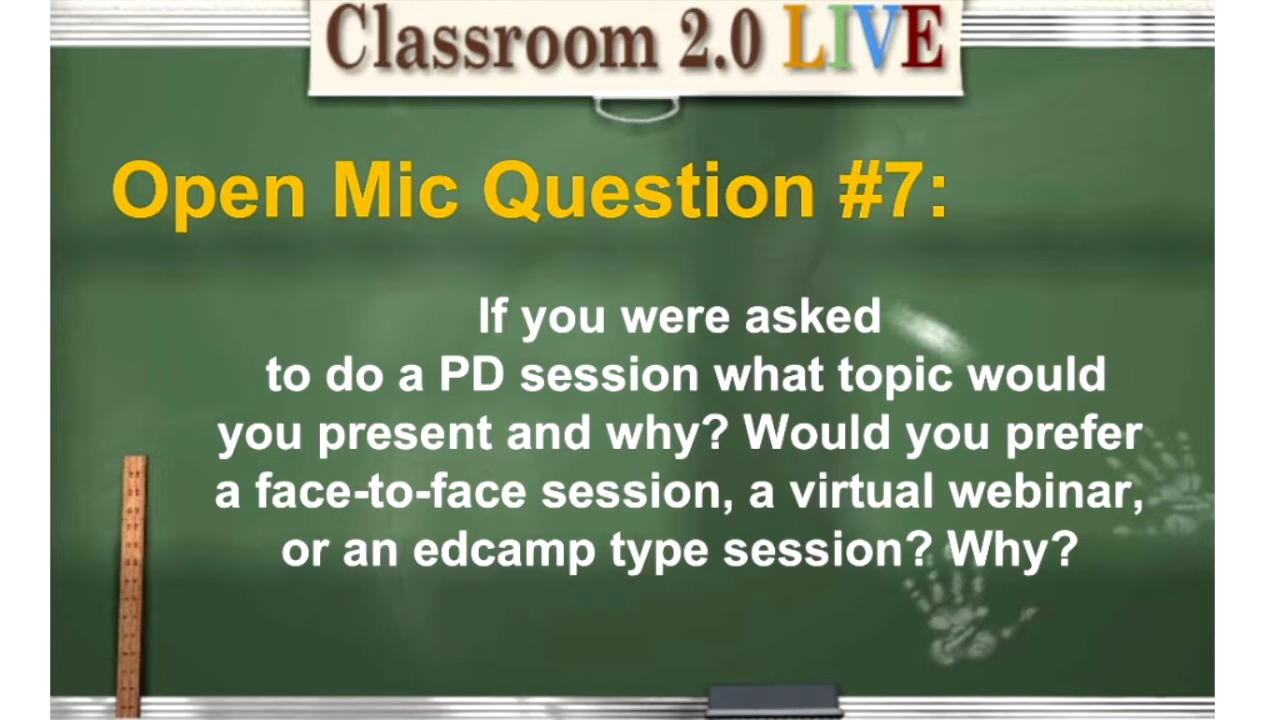 Classroom 2.0 LIVE
Open Mic Question #7:
If you were asked
to do a PD session what topic would
you present and why? Would you prefer
a face-to-face session, a virtual webinar,
or an edcamp type session? Why?